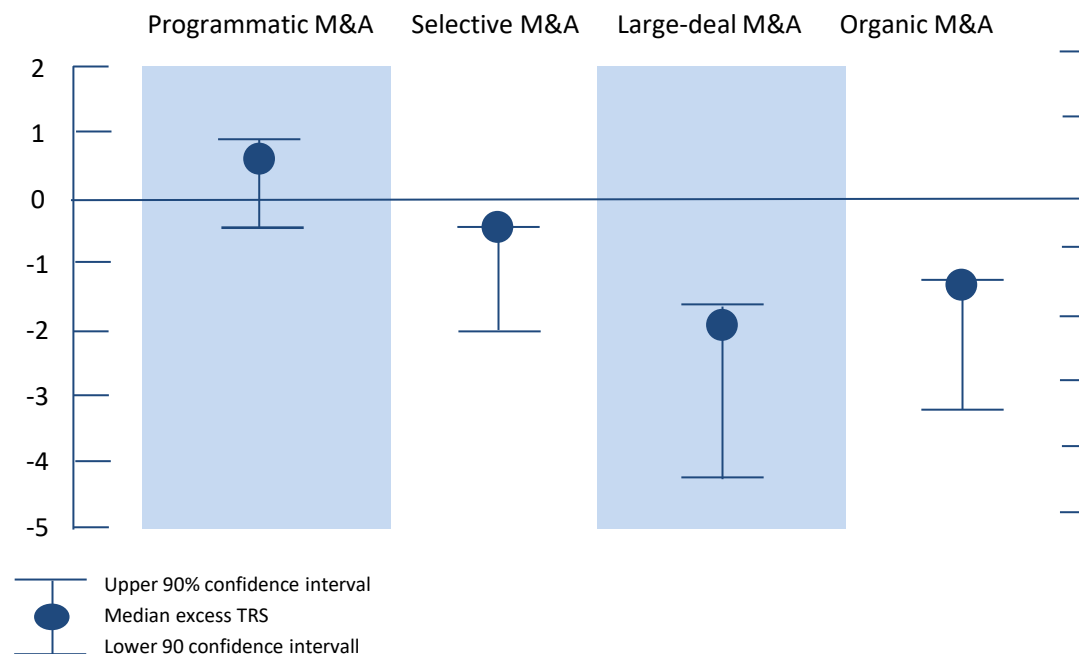 Programmatic M&A Selective M&A Large-deal M&A Organic M&A
2
1
0
-1
-2
-3
-4
-5
Upper 90% confidence interval
Median excess TRS
Lower 90 confidence intervall